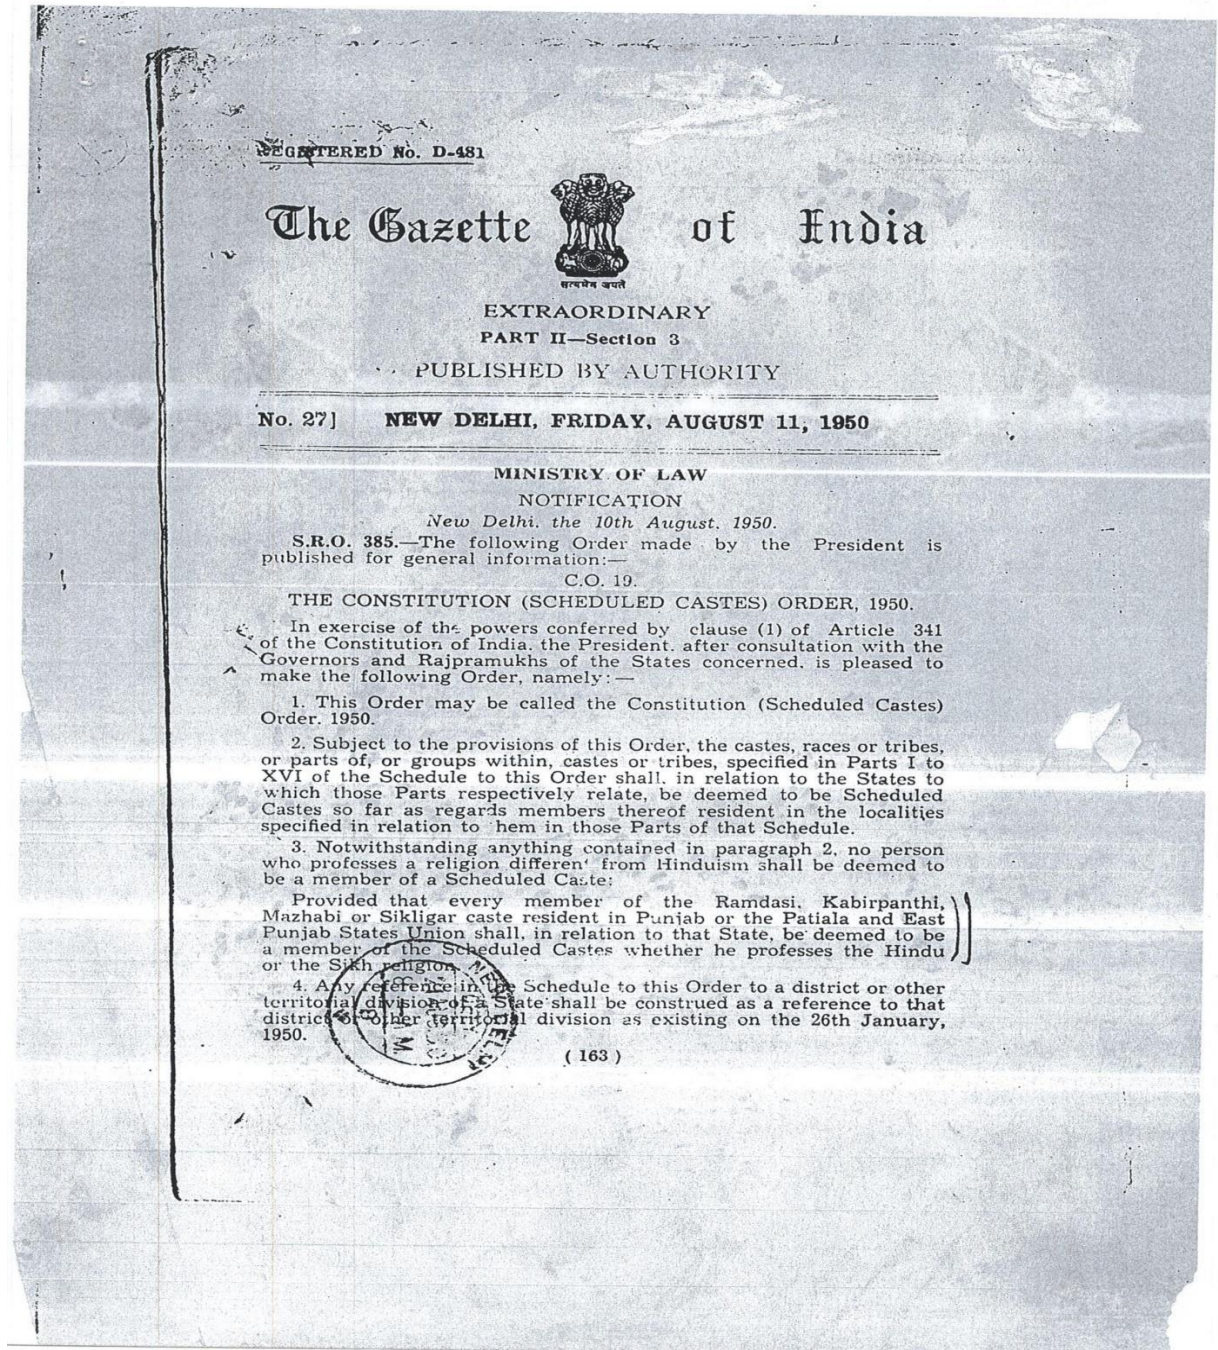 REGISTERED No. D-481
The Gazette of India
सत्यमेव जयते
EXTRAORDINARY
PART II—Section 3
PUBLISHED BY AUTHORITY
No. 27] NEW DELHI, FRIDAY, AUGUST 11, 1950
MINISTRY OF LAW
NOTIFICATION
New Delhi, the 10th August, 1950.
S.R.O. 385.—The following Order made by the President is
published for general information:—
C.O. 19.
THE CONSTITUTION (SCHEDULED CASTES) ORDER, 1950.
In exercise of the powers conferred by clause (1) of Article 341
of the Constitution of India, the President, after consultation with the
Governors and Rajpramukhs of the States concerned, is pleased to
make the following Order, namely:—
1. This Order may be called the Constitution (Scheduled Castes)
Order, 1950.
2. Subject to the provisions of this Order, the castes, races or tribes,
or parts of, or groups within, castes or tribes, specified in Parts I to
XVI of the Schedule to this Order shall, in relation to the States to
which those Parts respectively relate, be deemed to be Scheduled
Castes so far as regards members thereof resident in the localities
specified in relation to hem in those Parts of that Schedule.
3. Notwithstanding anything contained in paragraph 2, no person
who professes a religion different from Hinduism shall be deemed to
be a member of a Scheduled Caste:
Provided that every member of the Ramdasi, Kabirpanthi,
Mazhabi or Sikligar caste resident in Punjab or the Patiala and East
Punjab States Union shall, in relation to that State, be deemed to be
a member of the Scheduled Castes whether he professes the Hindu
or the Sikh religion.
4. Any reference in the Schedule to this Order to a district or other
territorial division of a State shall be construed as a reference to that
district or other territorial division as existing on the 26th January,
1950.
NEW DELHI
(163)